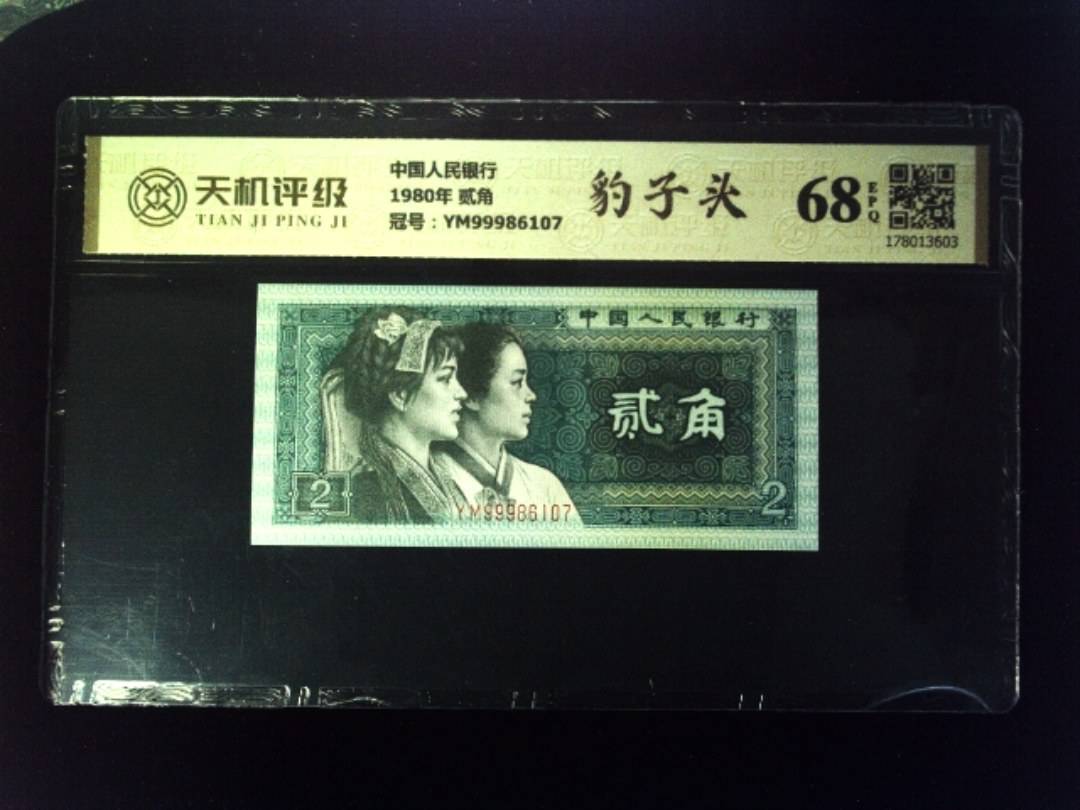 天机评级
TIAN JI PING JI
中国人民银行
1980年 贰角
冠号：YM99986107
豹子头
68
EPQ
178013603
中国人民银行
贰角
2
2
YM99986107